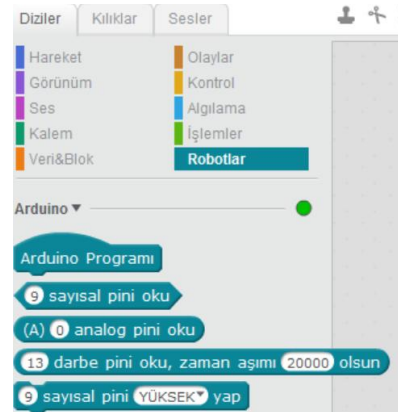 Diziler Kılıklar Sesler
Hareket Olaylar
Görünüm Kontrol
Ses Algılama
Kalem İşlemler
Veri&Blok Robotlar
Arduino
Arduino Programı
9 sayısal pini oku
(A) 0 analog pini oku
13 darbe pini oku, zaman aşımı 20000 olsun
9 sayısal pini YÜKSEK yap